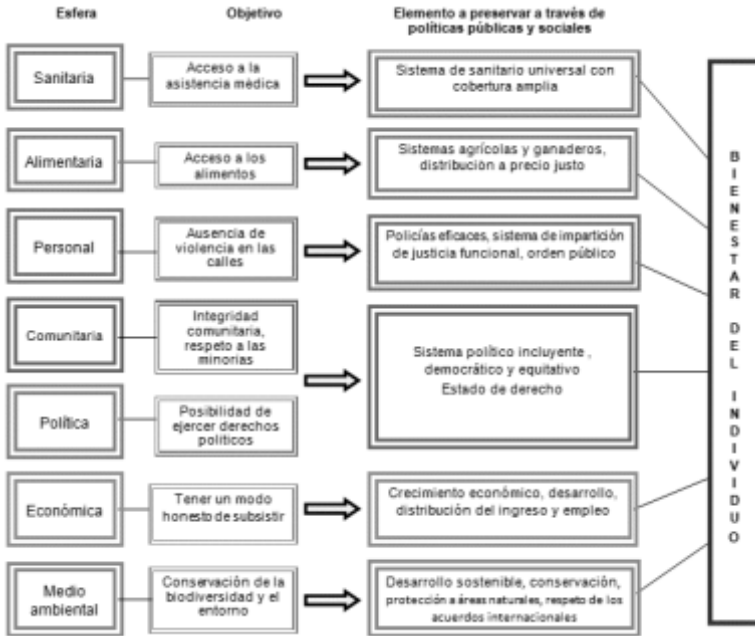 Esfera
Objetivo
Elemento a preservar a través de
políticas públicas y sociales
Sanitaria
Acceso a la
asistencia médica
Sistema de sanitario universal con
cobertura amplia
Alimentaria
Acceso a los
alimentos
Sistemas agrícolas y ganaderos,
distribución a precio justo
Personal
Ausencia de
violencia en las
calles
Policías eficaces, sistema de impartición
de justicia funcional, orden público
Comunitaria
Integridad
comunitaria,
respeto a las
minorías
Sistema político incluyente ,
democrático y equitativo
Estado de derecho
Política
Posibilidad de
ejercer derechos
políticos
Económica
Tener un modo
honesto de subsistir
Crecimiento económico, desarrollo,
distribución del ingreso y empleo
Medio
ambiental
Conservación de la
biodiversidad y el
entorno
Desarrollo sostenible, conservación,
protección a áreas naturales, respeto de los
acuerdos internacionales
BIENESTAR DEL INDIVIDUO